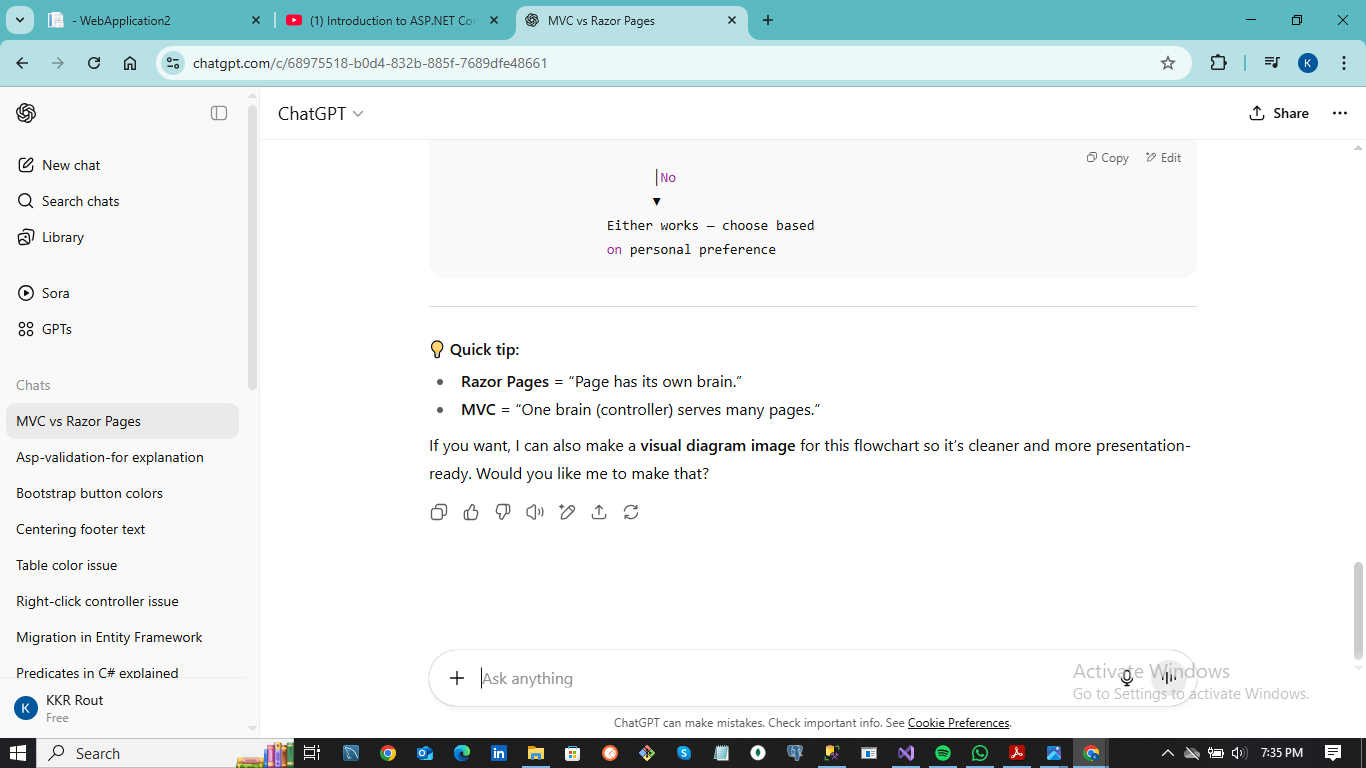 - WebApplication2
(1) Introduction to ASP.NET Co
MVC vs Razor Pages
chatgpt.com/c/68975518-b0d4-832b-885f-7689dfe48661
K
ChatGPT
Share
New chat
Search chats
Library
Sora
GPTs
Chats
MVC vs Razor Pages
Asp-validation-for explanation
Bootstrap button colors
Centering footer text
Table color issue
Right-click controller issue
Migration in Entity Framework
Predicates in C# explained
K
KKR Rout
Free
Copy
Edit
|No
▼
Either works — choose based
on personal preference
💡 Quick tip:
• Razor Pages = “Page has its own brain.”
• MVC = “One brain (controller) serves many pages.”
If you want, I can also make a visual diagram image for this flowchart so it’s cleaner and more presentation-
ready. Would you like me to make that?
Ask anything
Activate Windows
Go to Settings to activate Windows.
ChatGPT can make mistakes. Check important info. See Cookie Preferences.
Search
7:35 PM